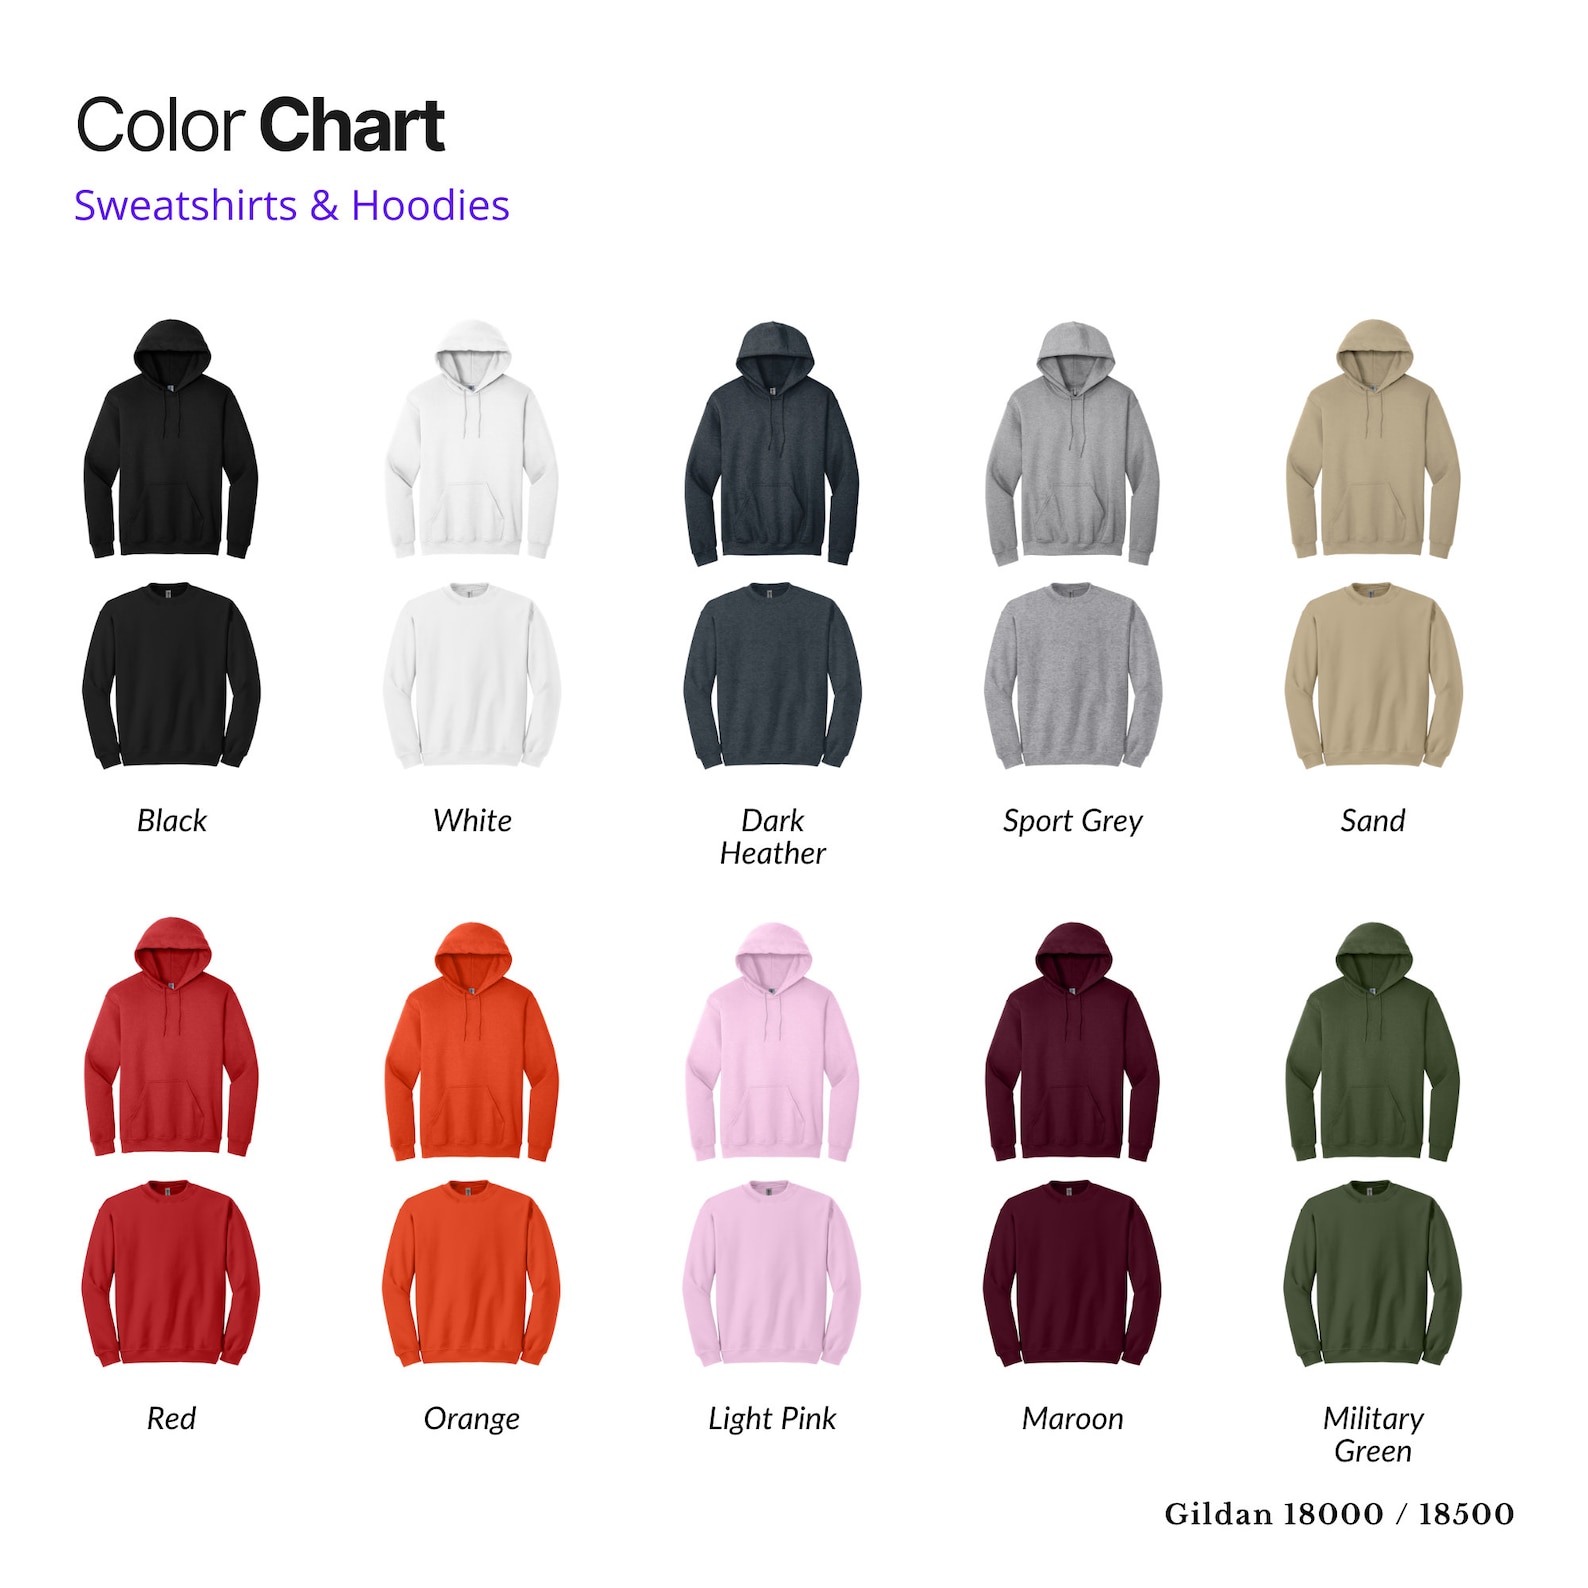 Color Chart
Sweatshirts & Hoodies
Black
White
Dark
Heather
Sport Grey
Sand
Red
Orange
Light Pink
Maroon
Military
Green
Gildan 18000 / 18500